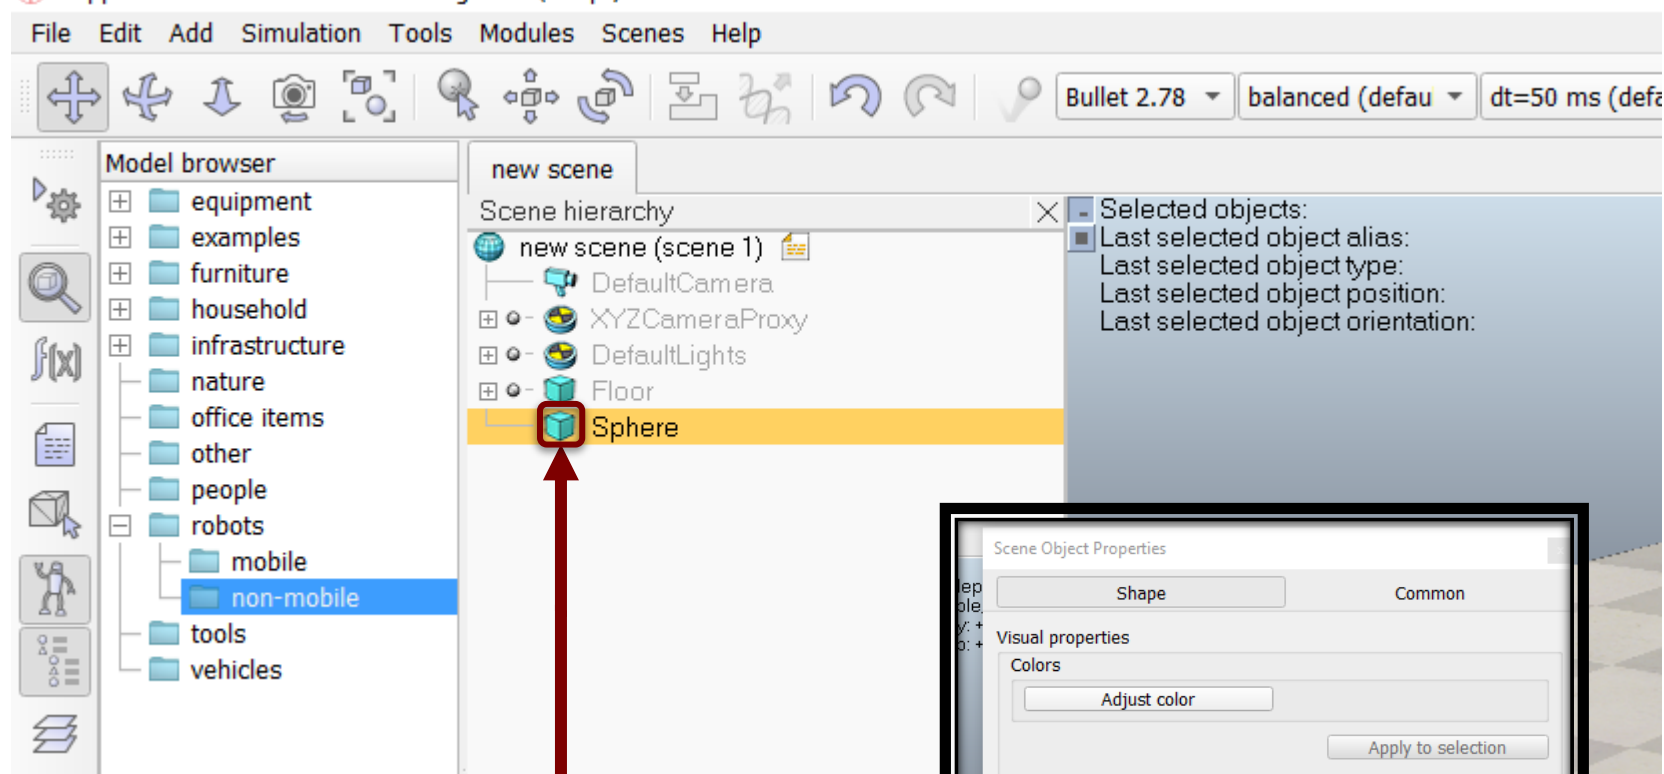 File Edit Add Simulation Tools Modules Scenes Help
Bullet 2.78 balanced (defau dt=50 ms (defa
Model browser
equipment
examples
furniture
household
infrastructure
nature
office items
other
people
robots
mobile
non-mobile
tools
vehicles
f(x)
new scene
Scene hierarchy
new scene (scene 1)
DefaultCamera
XYZCameraProxy
DefaultLights
Floor
Sphere
Selected objects:
Last selected object alias:
Last selected object type:
Last selected object position:
Last selected object orientation:
Scene Object Properties
Shape Common
Visual properties
Colors
Adjust color
Apply to selection